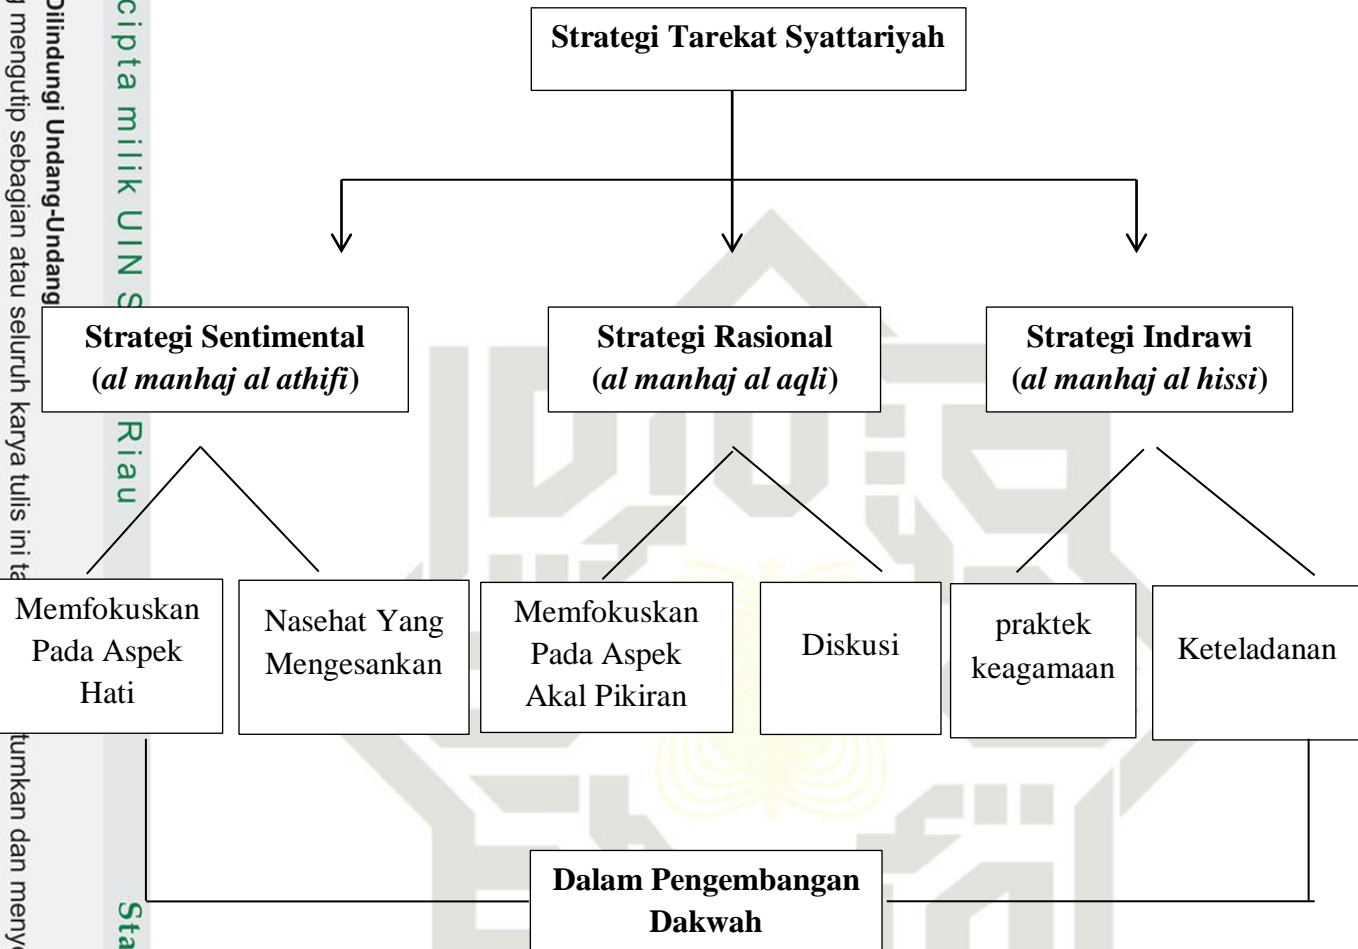 Strategi Tarekat Syattariyah
Strategi Sentimental
(al manhaj al athifi)
Strategi Rasional
(al manhaj al aqli)
Strategi Indrawi
(al manhaj al hissi)
Memfokuskan
Pada Aspek
Hati
Nasehat Yang
Mengesankan
Memfokuskan
Pada Aspek
Akal Pikiran
Diskusi
praktek
keagamaan
Keteladanan
Dalam Pengembangan
Dakwah
cipta milik UIN S Riau Sta
Dilindungi Undang-Undang
mengutip sebagian atau seluruh karya tulis ini ta tumkan dan menye